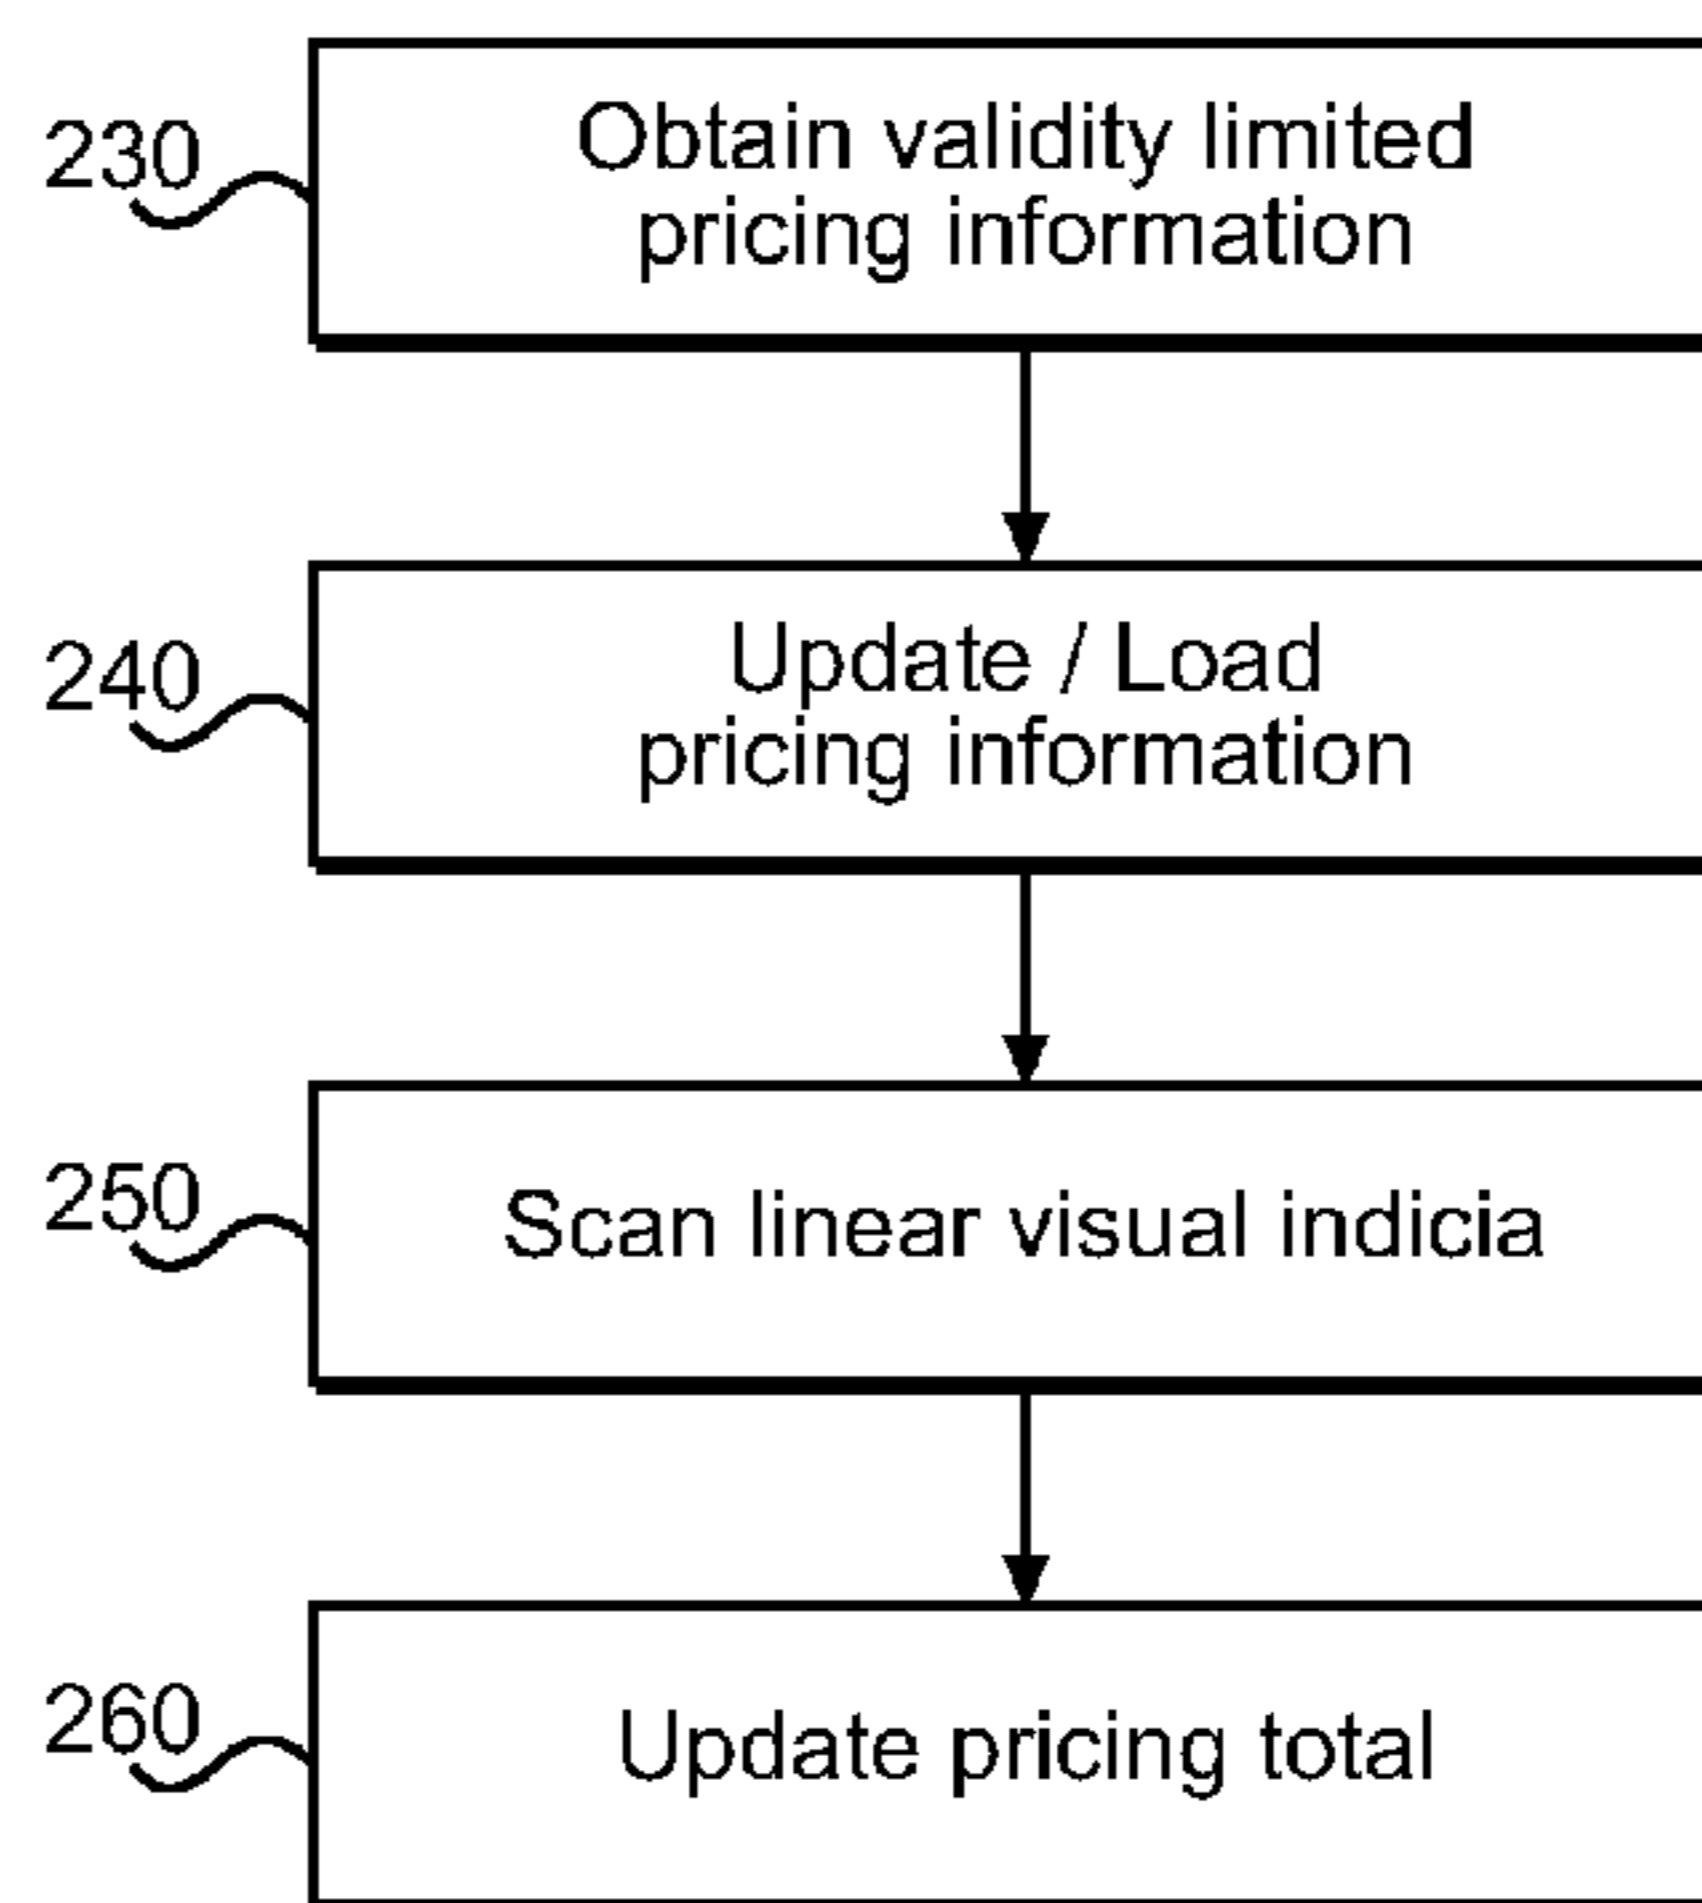 230
Obtain validity limited
pricing information
240
Update / Load
pricing information
250
Scan linear visual indicia
260
Update pricing total